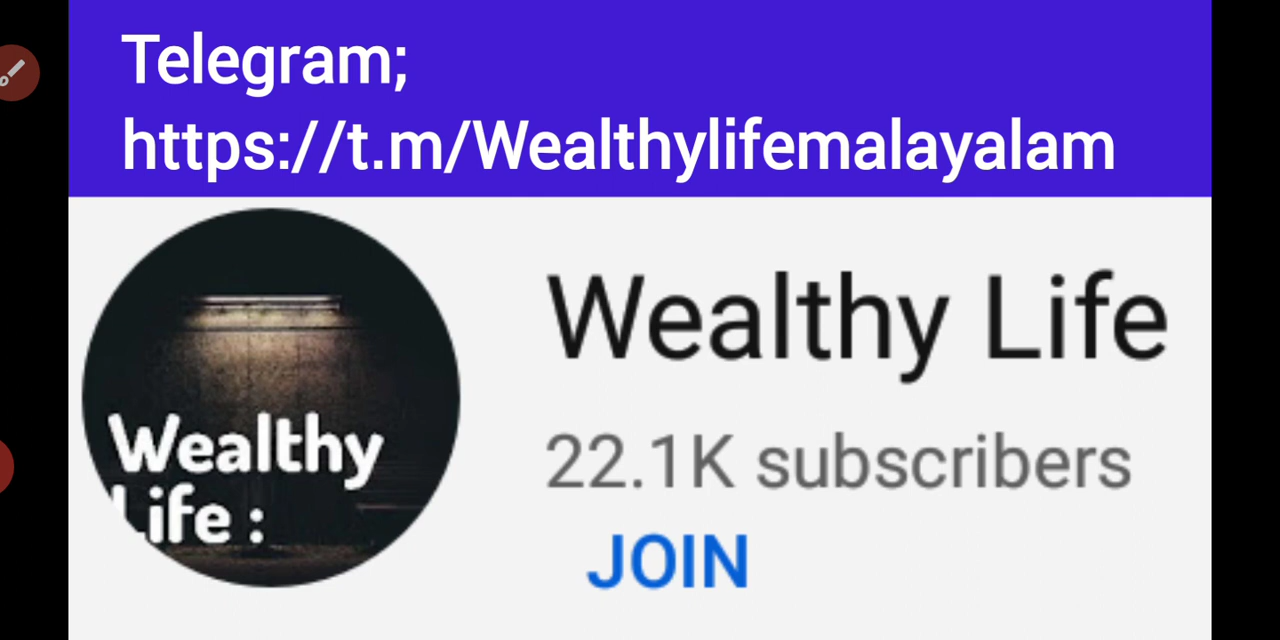 Telegram;
https://t.m/Wealthylifemalayalam
Wealthy Life
Wealthy
Life :
22.1K subscribers
JOIN